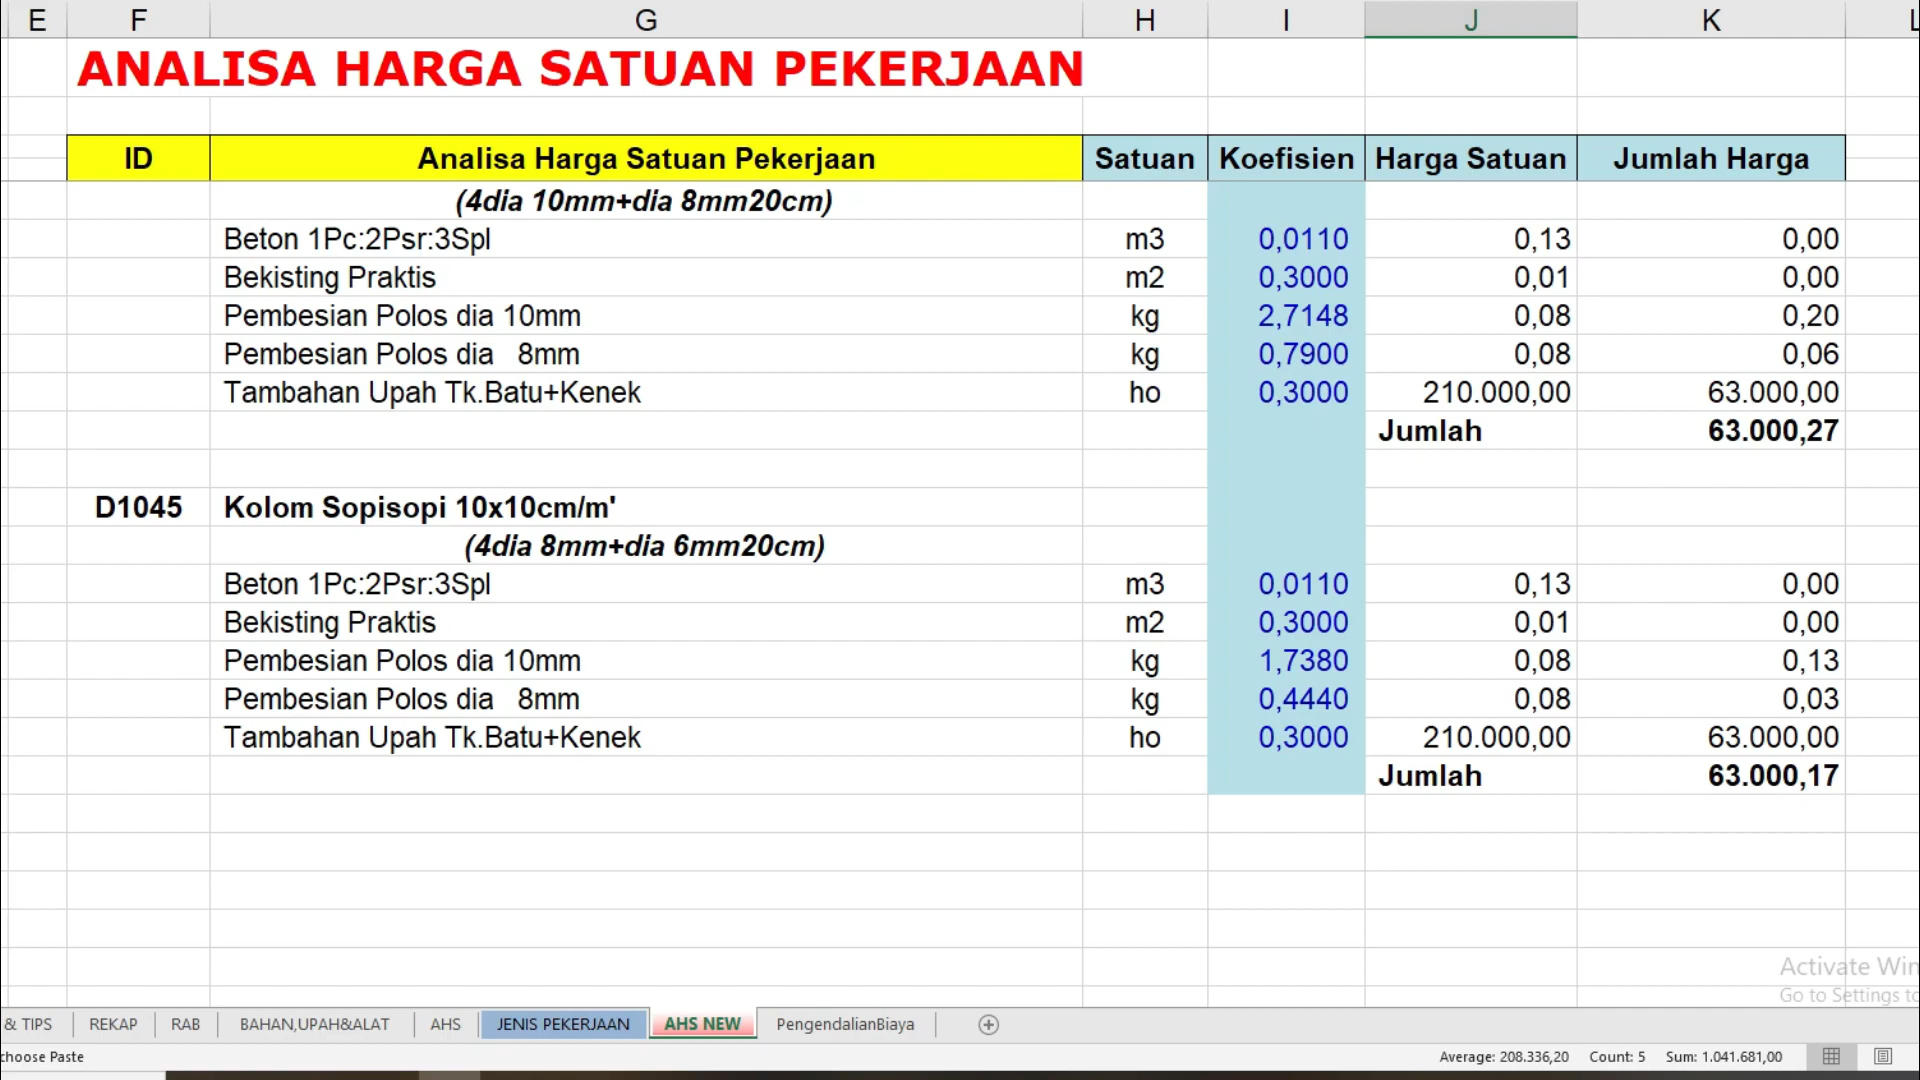 E F G H I J K L
ANALISA HARGA SATUAN PEKERJAAN
ID Analisa Harga Satuan Pekerjaan Satuan Koefisien Harga Satuan Jumlah Harga
(4dia 10mm+dia 8mm20cm)
Beton 1Pc:2Psr:3Spl m3 0,0110 0,13 0,00
Bekisting Praktis m2 0,3000 0,01 0,00
Pembesian Polos dia 10mm kg 2,7148 0,08 0,20
Pembesian Polos dia 8mm kg 0,7900 0,08 0,06
Tambahan Upah Tk.Batu+Kenek ho 0,3000 210.000,00 63.000,00
Jumlah 63.000,27
D1045 Kolom Sopisopi 10x10cm/m'
(4dia 8mm+dia 6mm20cm)
Beton 1Pc:2Psr:3Spl m3 0,0110 0,13 0,00
Bekisting Praktis m2 0,3000 0,01 0,00
Pembesian Polos dia 10mm kg 1,7380 0,08 0,13
Pembesian Polos dia 8mm kg 0,4440 0,08 0,03
Tambahan Upah Tk.Batu+Kenek ho 0,3000 210.000,00 63.000,00
Jumlah 63.000,17
Activate Win
Go to Settings to
& TIPS REKAP RAB BAHAN,UPAH&ALAT AHS JENIS PEKERJAAN AHS NEW PengendalianBiaya
choose Paste Average: 208.336,20 Count: 5 Sum: 1.041.681,00